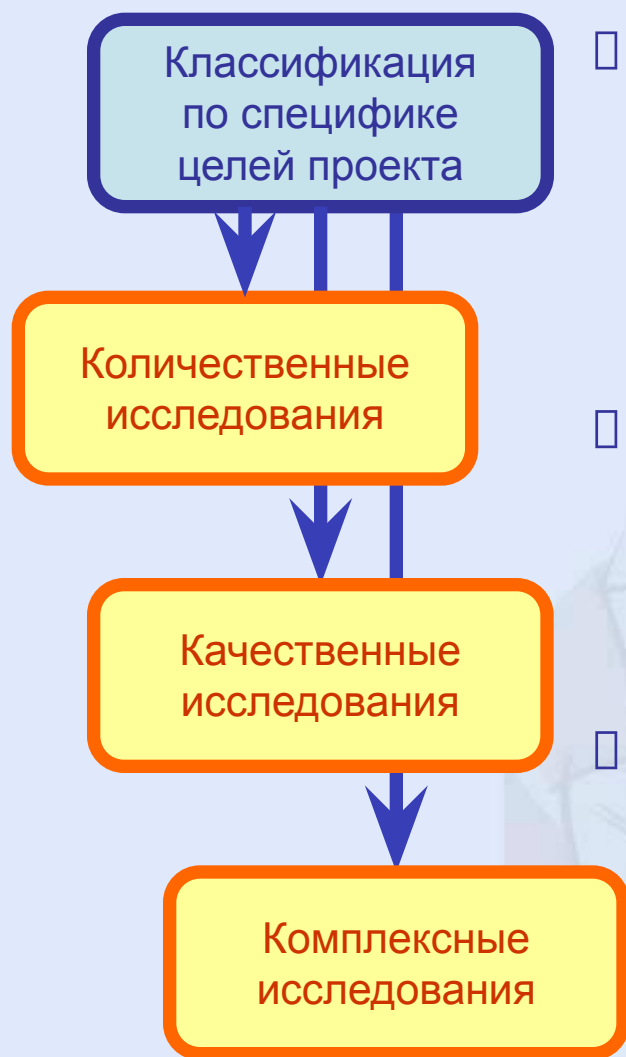 Классификация
по специфике
целей проекта
Количественные
исследования
Качественные
исследования
Комплексные
исследования